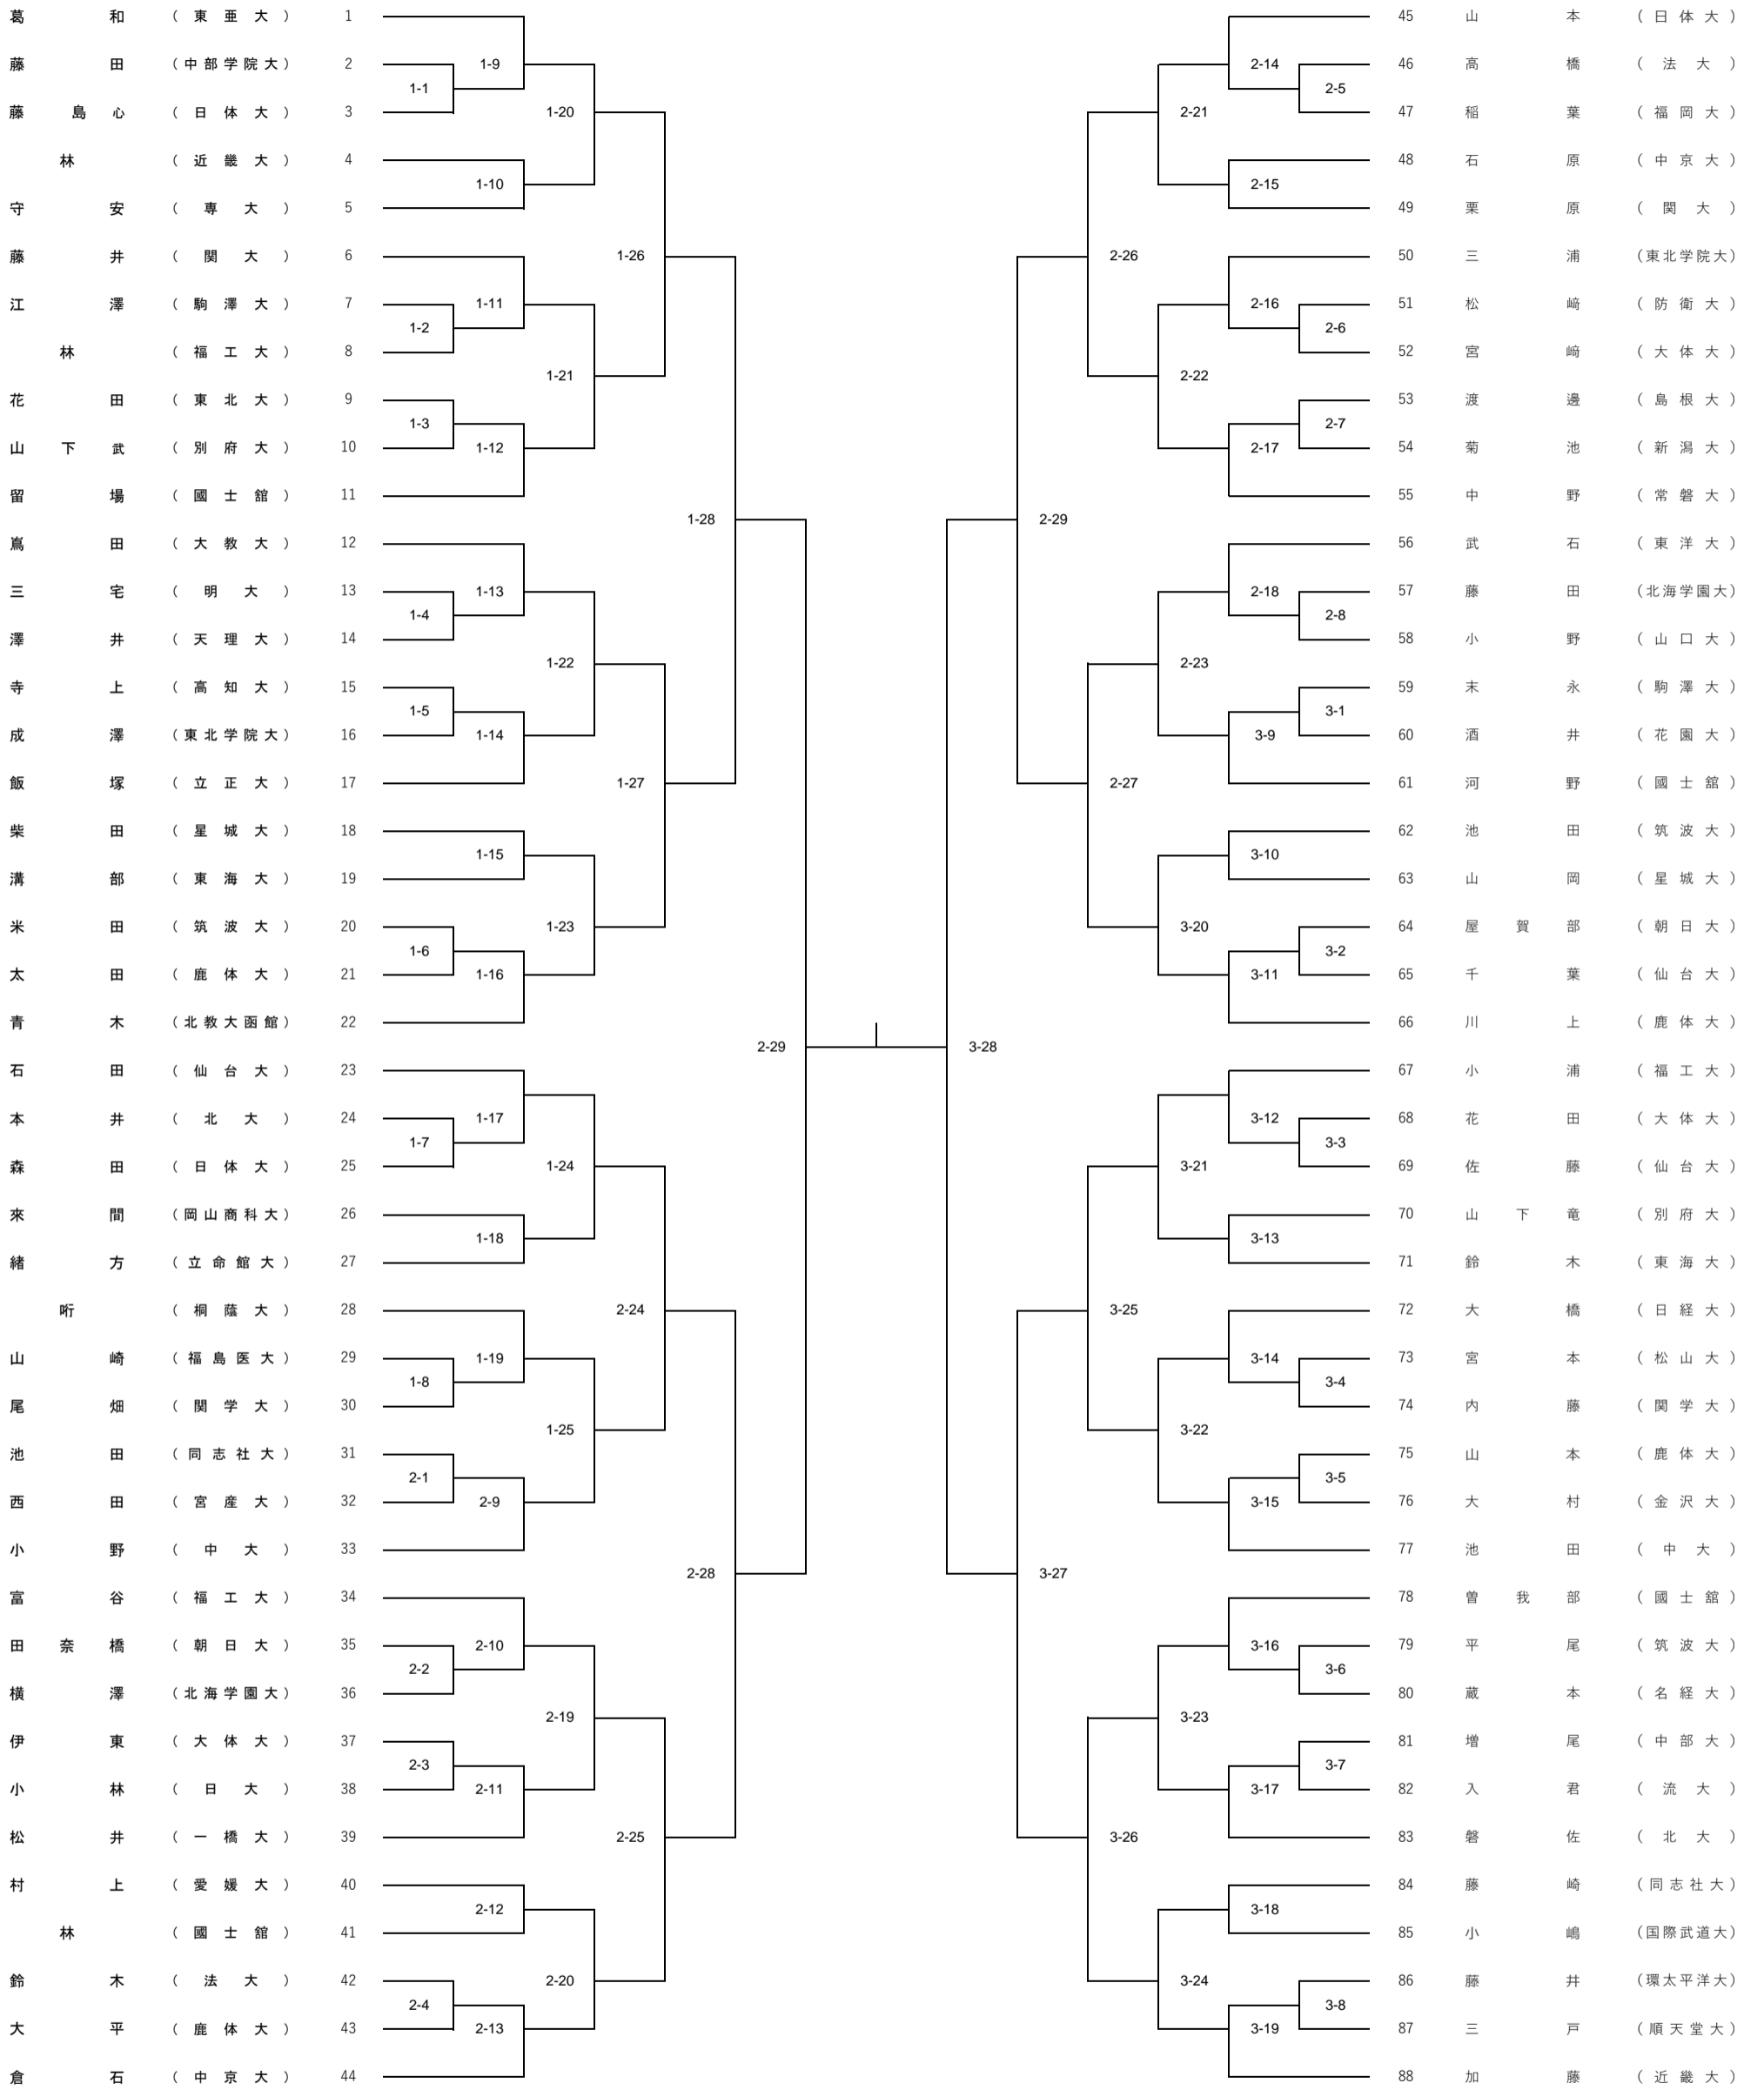 葛和 (東亜大) 1
藤田 (中部学院大) 2
藤島心 (日体大) 3
林 (近畿大) 4
守安 (専大) 5
藤井 (関大) 6
江澤 (駒澤大) 7
林 (福工大) 8
花田 (東北大) 9
山下武 (別府大) 10
留場 (國士舘) 11
嶌田 (大教大) 12
三宅 (明大) 13
澤井 (天理大) 14
寺上 (高知大) 15
成澤 (東北学院大) 16
飯塚 (立正大) 17
柴田 (星城大) 18
溝部 (東海大) 19
米田 (筑波大) 20
太田 (鹿体大) 21
青木 (北教大函館) 22
石田 (仙台大) 23
本井 (北大) 24
森田 (日体大) 25
來間 (岡山商科大) 26
緒方 (立命館大) 27
哘 (桐蔭大) 28
山崎 (福島医大) 29
尾畑 (関学大) 30
池田 (同志社大) 31
西田 (宮産大) 32
小野 (中大) 33
富谷 (福工大) 34
田奈橋 (朝日大) 35
横澤 (北海学園大) 36
伊東 (大体大) 37
小林 (日大) 38
松井 (一橋大) 39
村上 (愛媛大) 40
林 (國士舘) 41
鈴木 (法大) 42
大平 (鹿体大) 43
倉石 (中京大) 44
1-1
1-2
1-3
1-4
1-5
1-6
1-7
1-8
2-1
2-2
2-3
2-4
1-9
1-10
1-11
1-12
1-13
1-14
1-15
1-16
1-17
1-18
1-19
2-9
2-10
2-11
2-12
2-13
1-20
1-21
1-22
1-23
1-24
1-25
2-19
2-20
1-26
1-27
2-24
2-25
1-28
2-28
2-29
3-28
2-29
3-27
2-26
2-27
3-25
3-26
2-21
2-22
2-23
3-20
3-21
3-22
3-23
3-24
2-14
2-15
2-16
2-17
2-18
3-9
3-10
3-11
3-12
3-13
3-14
3-15
3-16
3-17
3-18
3-19
2-5
2-6
2-7
2-8
3-1
3-2
3-3
3-4
3-5
3-6
3-7
3-8
45 山本 (日体大)
46 高橋 (法大)
47 稲葉 (福岡大)
48 石原 (中京大)
49 栗原 (関大)
50 三浦 (東北学院大)
51 松﨑 (防衛大)
52 宮﨑 (大体大)
53 渡邊 (島根大)
54 菊池 (新潟大)
55 中野 (常磐大)
56 武石 (東洋大)
57 藤田 (北海学園大)
58 小野 (山口大)
59 末永 (駒澤大)
60 酒井 (花園大)
61 河野 (國士舘)
62 池田 (筑波大)
63 山岡 (星城大)
64 屋賀部 (朝日大)
65 千葉 (仙台大)
66 川上 (鹿体大)
67 小浦 (福工大)
68 花田 (大体大)
69 佐藤 (仙台大)
70 山下竜 (別府大)
71 鈴木 (東海大)
72 大橋 (日経大)
73 宮本 (松山大)
74 内藤 (関学大)
75 山本 (鹿体大)
76 大村 (金沢大)
77 池田 (中大)
78 曽我部 (國士舘)
79 平尾 (筑波大)
80 蔵本 (名経大)
81 増尾 (中部大)
82 入君 (流大)
83 磐佐 (北大)
84 藤崎 (同志社大)
85 小嶋 (国際武道大)
86 藤井 (環太平洋大)
87 三戸 (順天堂大)
88 加藤 (近畿大)